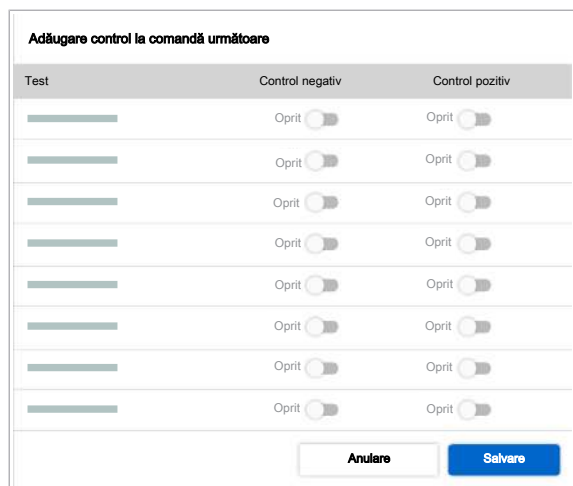 Adăugare control la comandă următoare
Test Control negativ Control pozitiv
Oprit Oprit
Oprit Oprit
Oprit Oprit
Oprit Oprit
Oprit Oprit
Oprit Oprit
Oprit Oprit
Oprit Oprit
Anulare Salvare